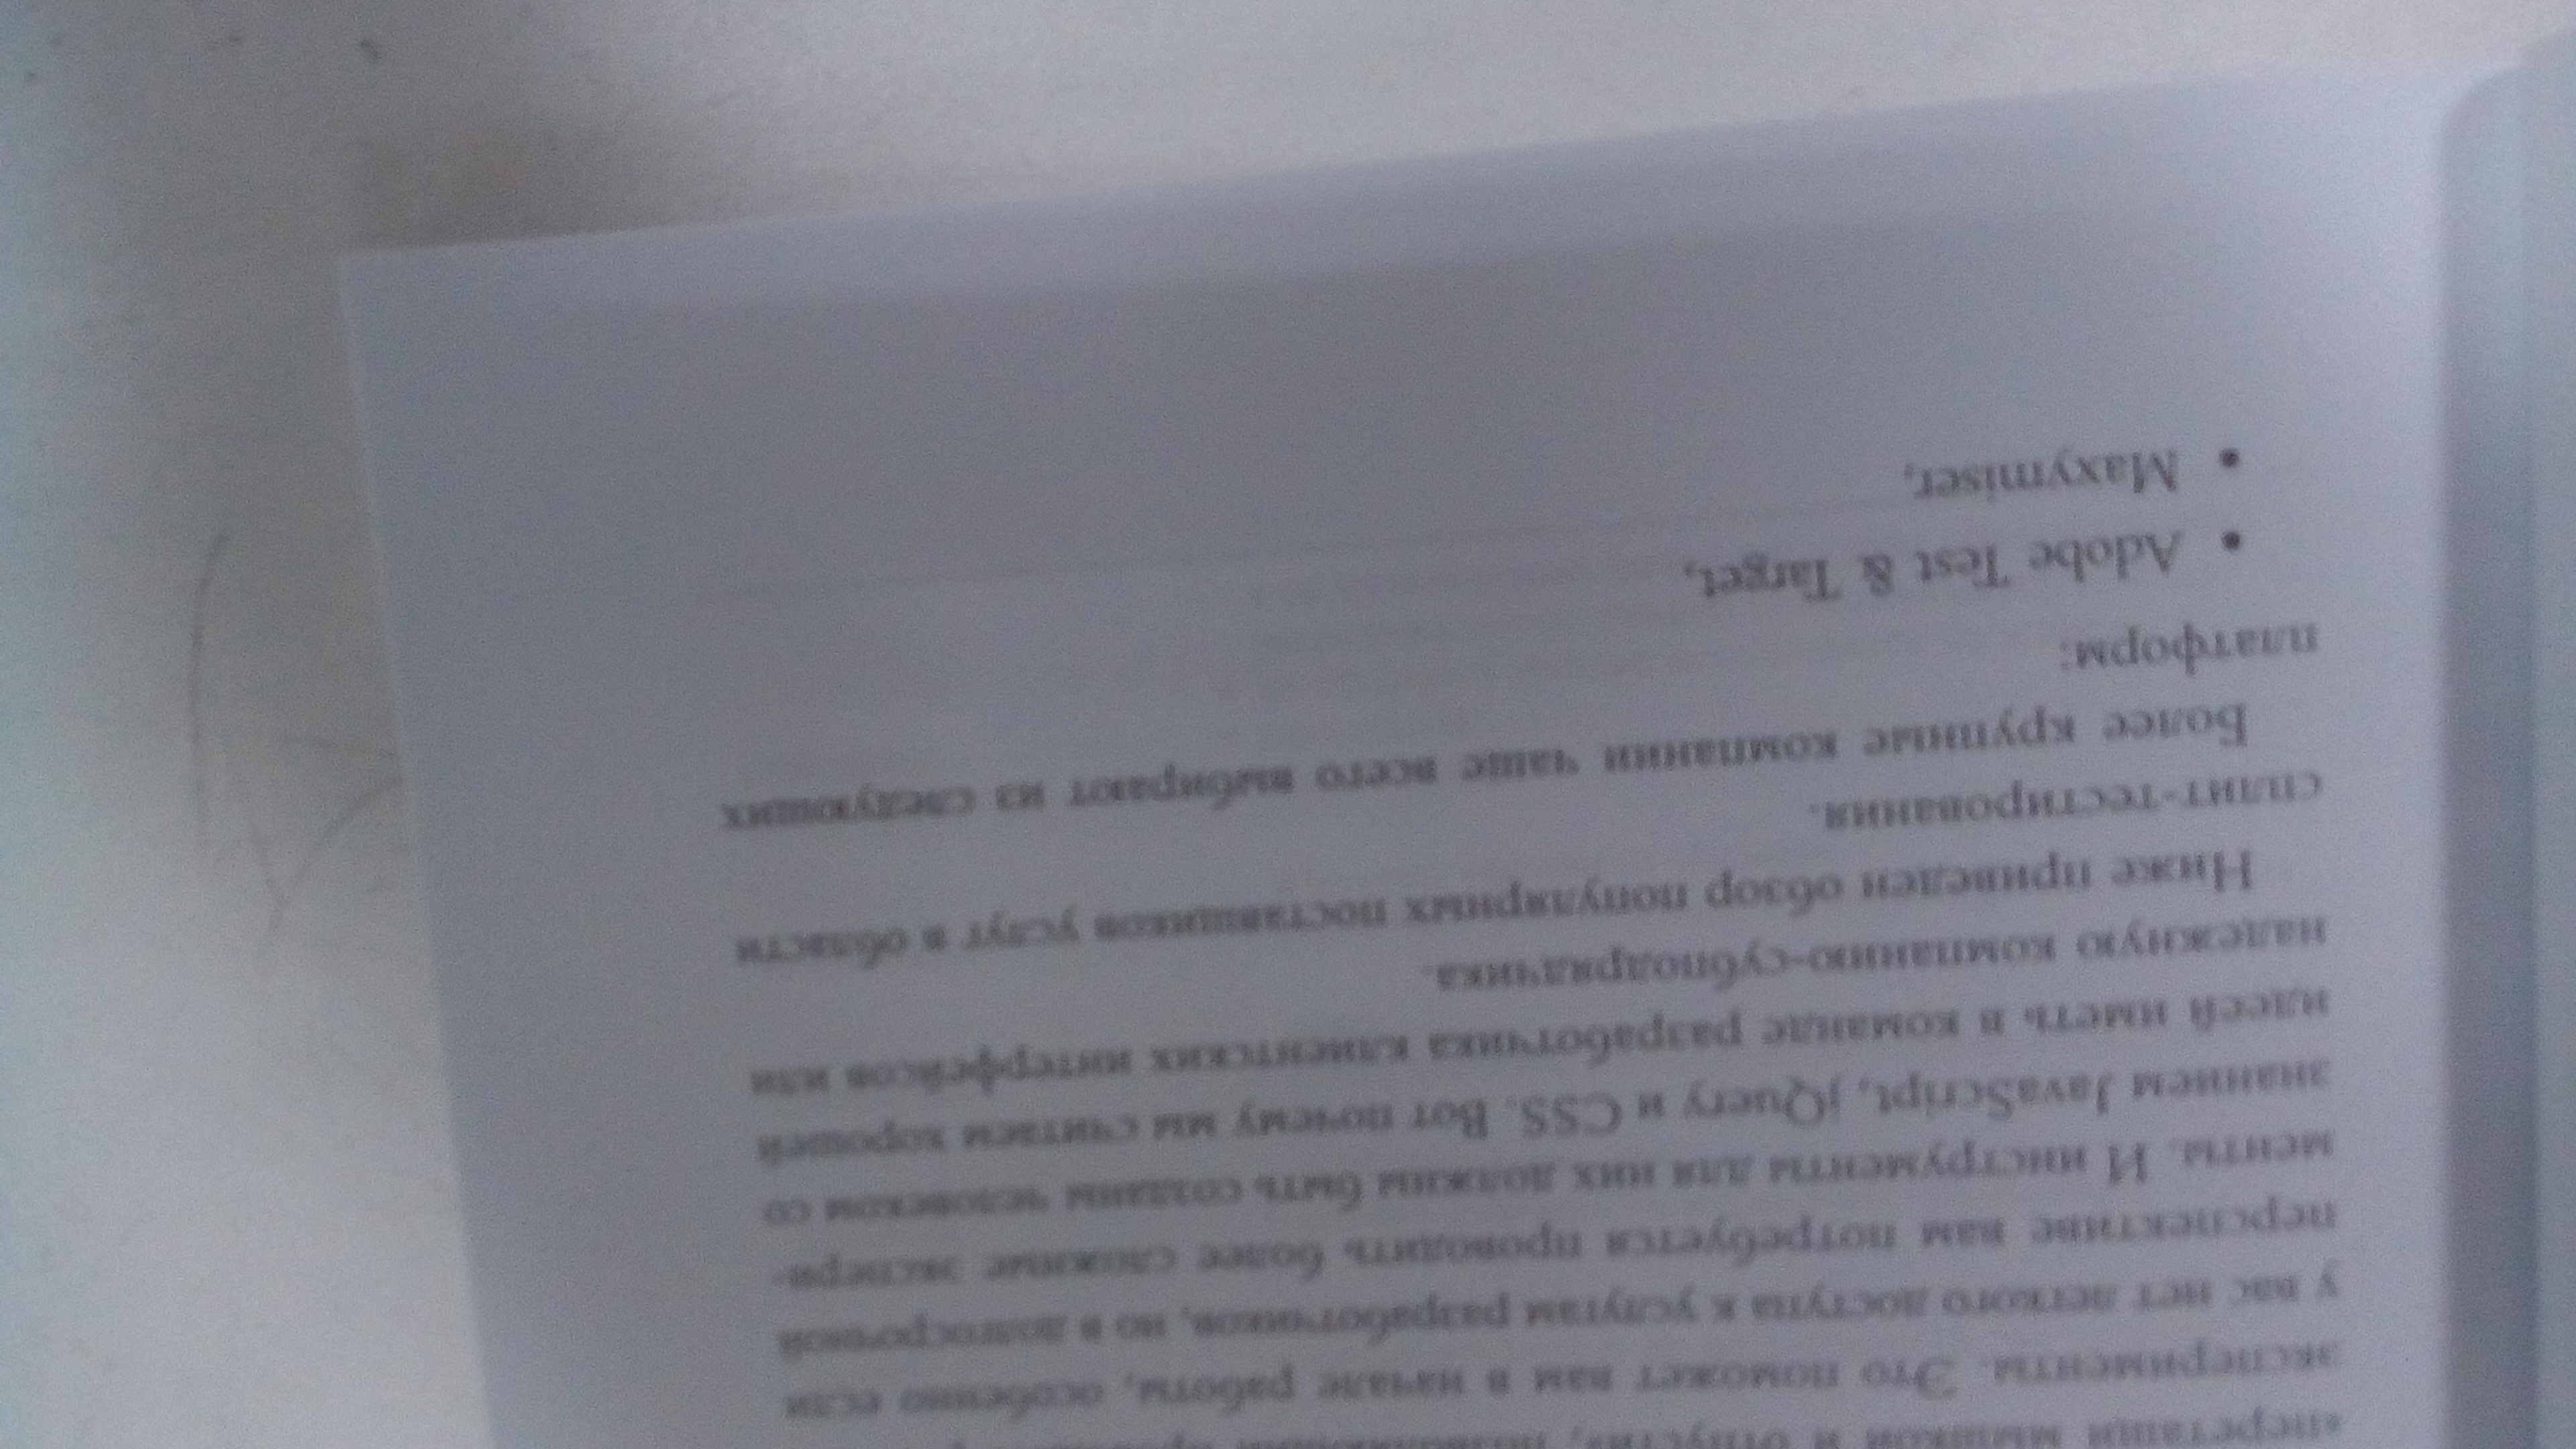 «перетащи мышкой и отпусти»,
эксперименты. Это поможет вам в начале работы, особенно если
у вас нет легкого доступа к услугам разработчиков, но в долгосрочной
перспективе вам потребуется проводить более сложные экспери-
менты. И инструменты для них должны быть созданы человеком со
знанием JavaScript, jQuery и CSS. Вот почему мы считаем хорошей
идеей иметь в команде разработчика клиентских интерфейсов или
надежную компанию-субподрядчика.
Ниже приведен обзор популярных поставщиков услуг в области
сплит-тестирования.
Более крупные компании чаще всего выбирают из следующих
платформ:
• Adobe Test & Target,
• Maxymiser,